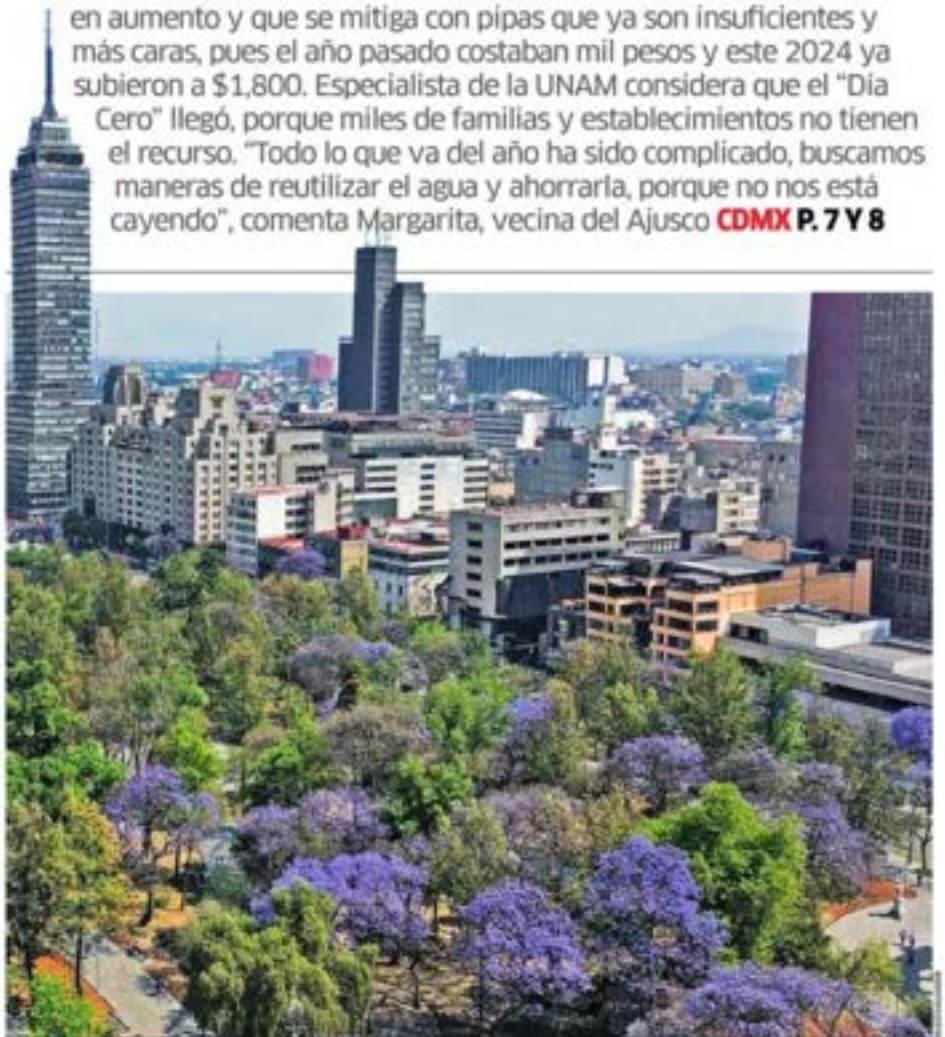 en aumento y que se mitiga con pipas que ya son insuficientes y
más caras, pues el año pasado costaban mil pesos y este 2024 ya
subieron a $1,800. Especialista de la UNAM considera que el “Día
Cero” llegó, porque miles de familias y establecimientos no tienen
el recurso. “Todo lo que va del año ha sido complicado, buscamos
maneras de reutilizar el agua y ahorrarla, porque no nos está
cayendo”, comenta Margarita, vecina del Ajusco CDMX P. 7 Y 8